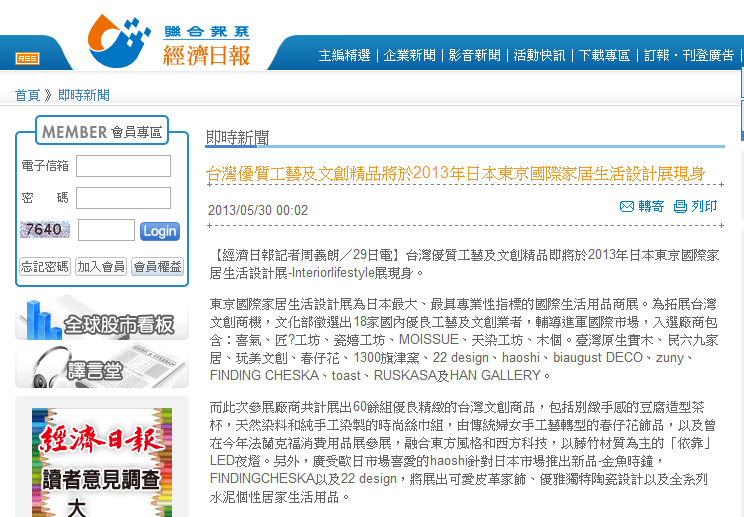 聯合報系
經濟日報
RSS
主編精選｜企業新聞｜影音新聞｜活動快訊｜下載專區｜訂報・刊登廣告｜
首頁 》 即時新聞
MEMBER 會員專區
電子信箱
密　碼
7640 Login
忘記密碼 加入會員 會員權益
全球股市看板
譯言堂
經濟日報
讀者意見調查
大
即時新聞
台灣優質工藝及文創精品將於2013年日本東京國際家居生活設計展現身
2013/05/30 00:02
轉寄 列印
【經濟日報記者周義朗／29日電】台灣優質工藝及文創精品即將於2013年日本東京國際家
居生活設計展-Interiorlifestyle展現身。
東京國際家居生活設計展為日本最大、最具專業性指標的國際生活用品商展。為拓展台灣
文創商機，文化部徵選出18家國內優良工藝及文創業者，輔導進軍國際市場，入選廠商包
含：喜氣、匠?工坊、瓷嬉工坊、MOISSUE、天染工坊、木個。臺灣原生實木、民六九家
居、玩美文創、春仔花、1300旗津窯、22 design、haoshi、biaugust DECO、zuny、
FINDING CHESKA、toast、RUSKASA及HAN GALLERY。
而此次參展廠商共計展出60餘組優良精緻的台灣文創商品，包括別緻手感的豆腐造型茶
杯，天然染料和純手工染製的時尚絲巾組，由傳統婦女手工藝轉型的春仔花飾品，以及曾
在今年法蘭克福消費用品展參展，融合東方風格和西方科技，以藤竹材質為主的「依靠」
LED夜燈。另外，廣受歐日市場喜愛的haoshi針對日本市場推出新品-金魚時鐘，
FINDINGCHESKA以及22 design，將展出可愛皮革家飾、優雅獨特陶瓷設計以及全系列
水泥個性居家生活用品。